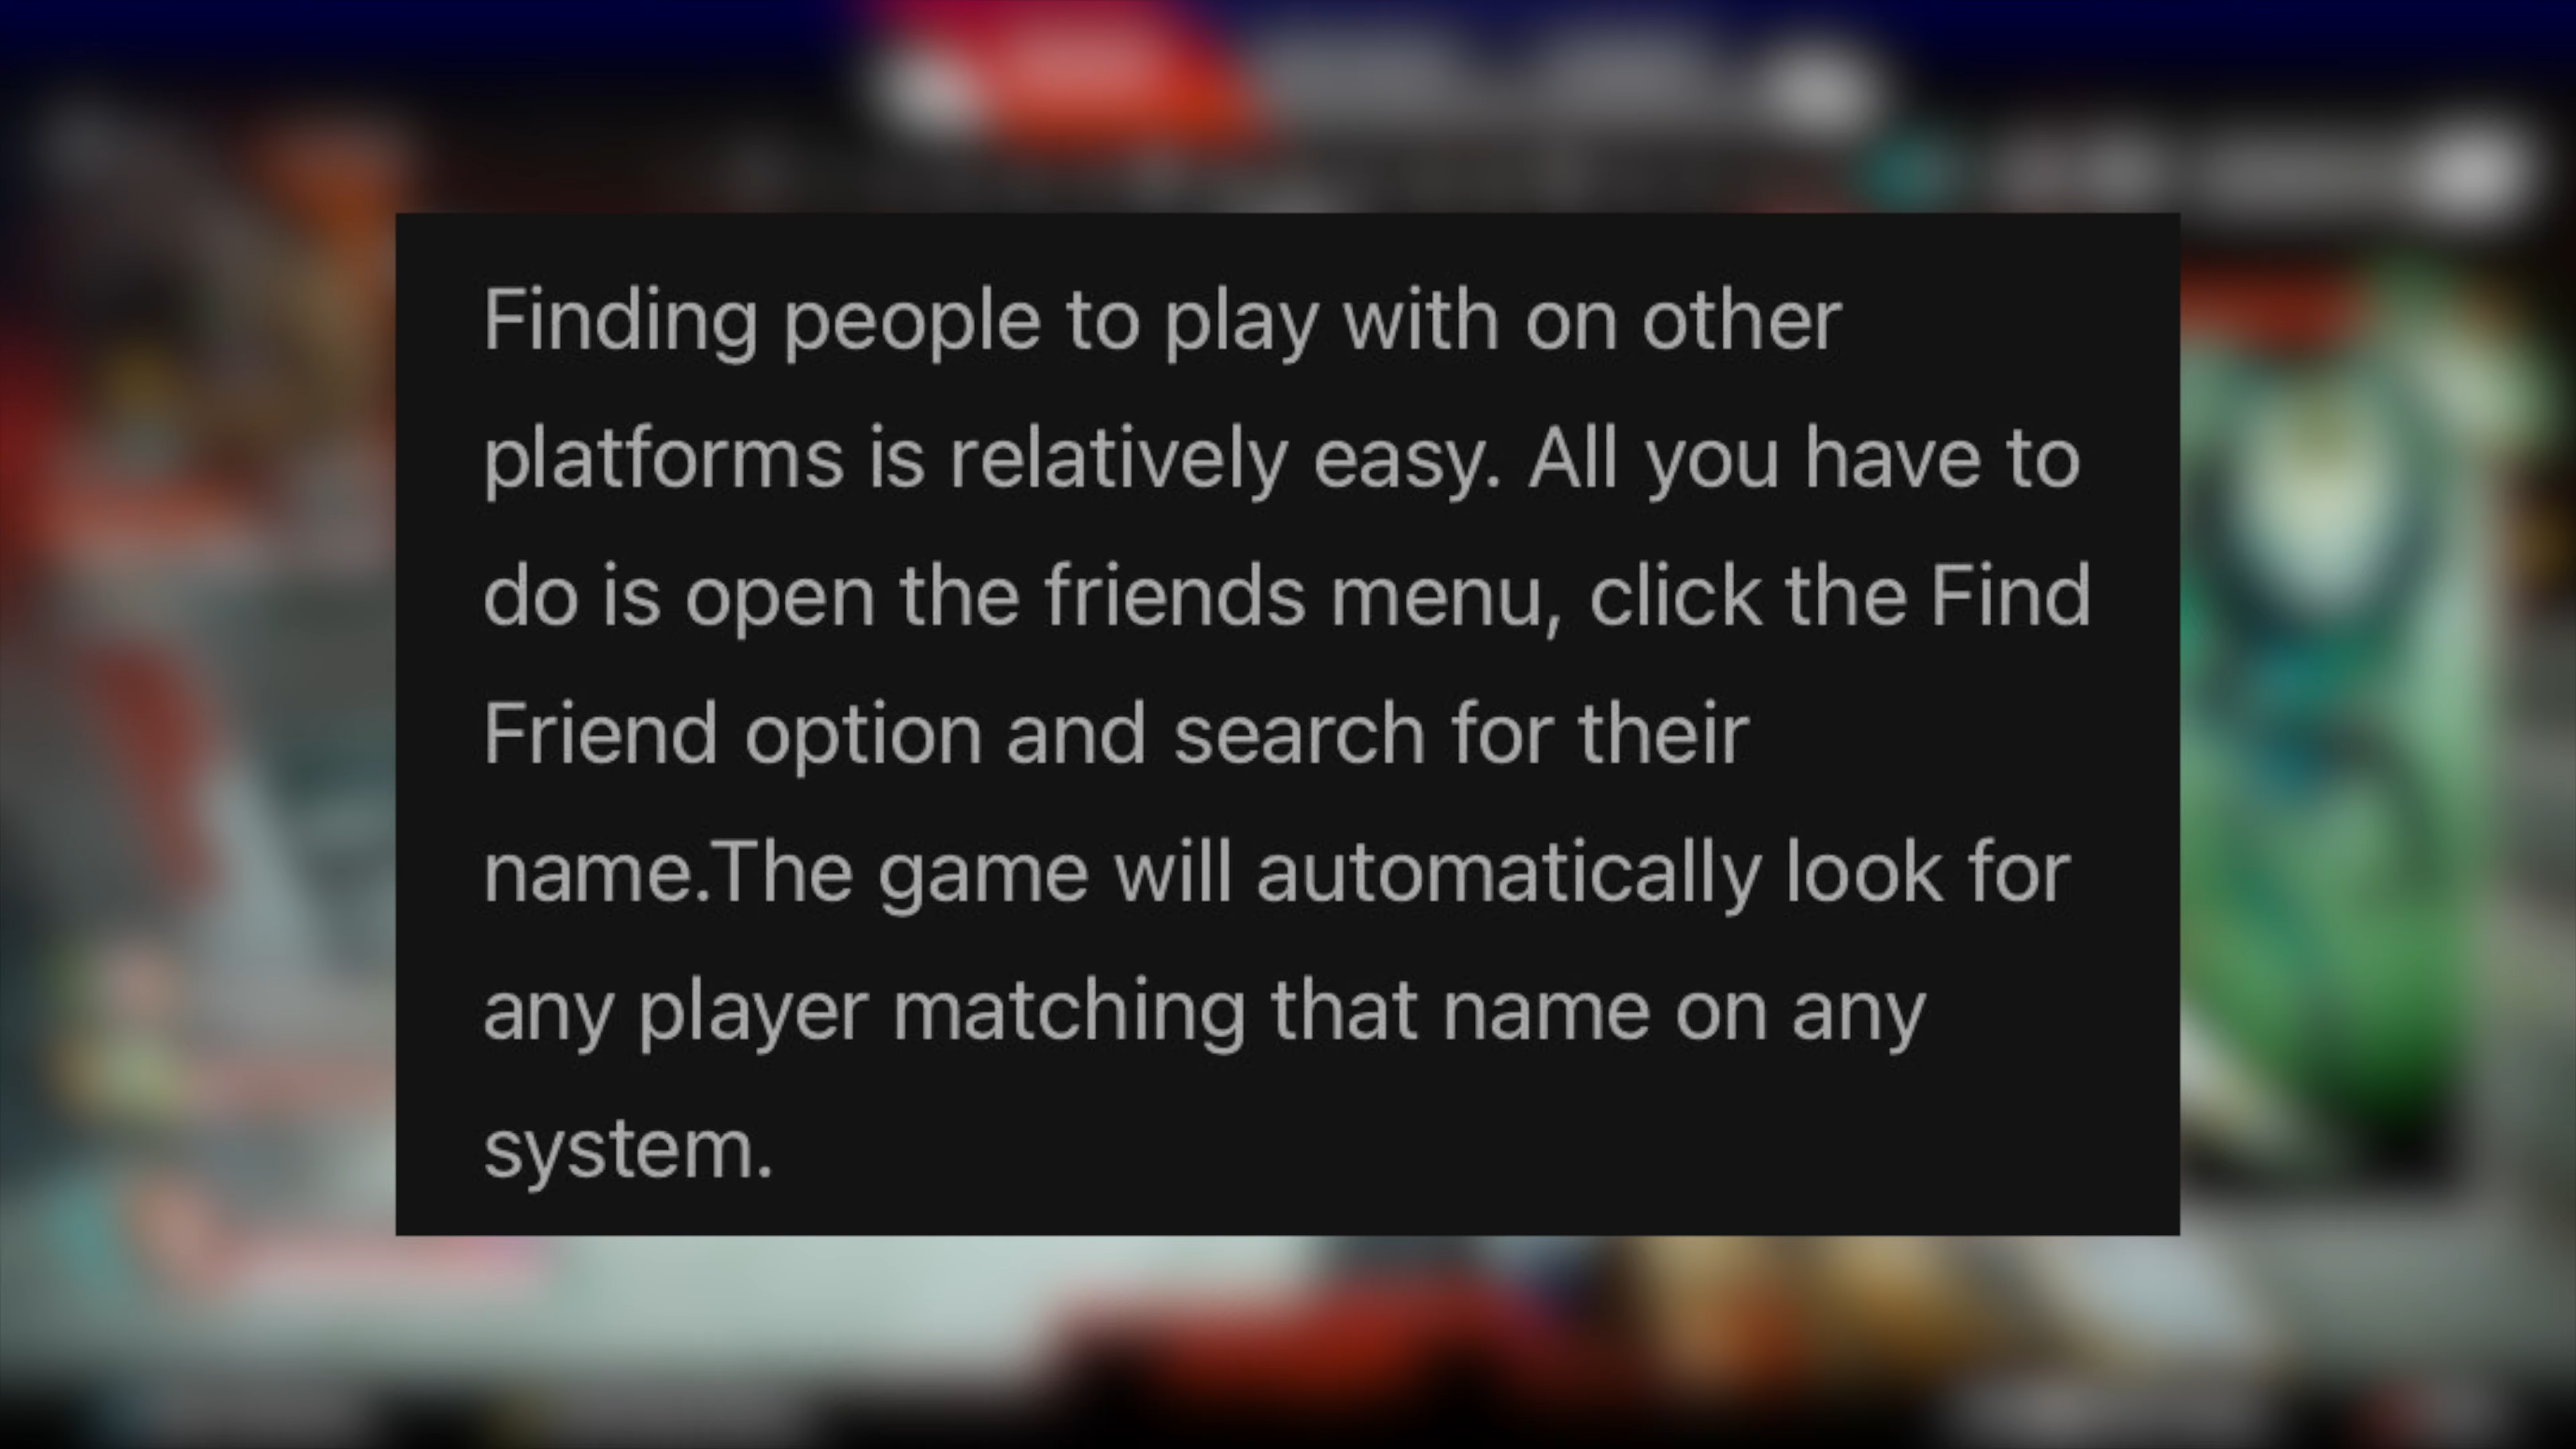 Finding people to play with on other
platforms is relatively easy. All you have to
do is open the friends menu, click the Find
Friend option and search for their
name.The game will automatically look for
any player matching that name on any
system.